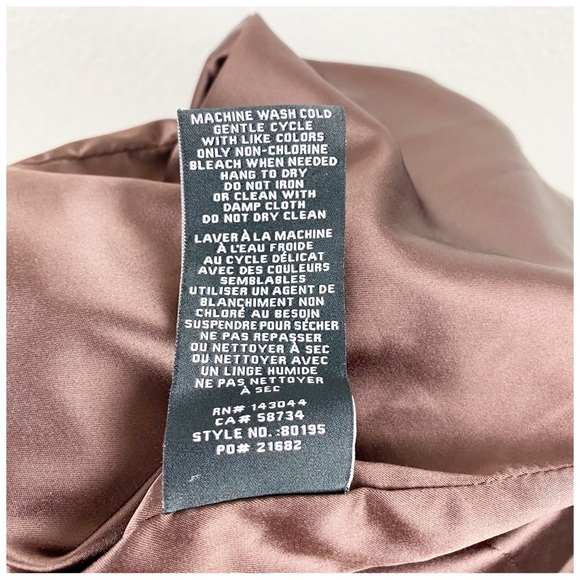 MACHINE WASH COLD
GENTLE CYCLE
WITH LIKE COLORS
ONLY NON-CHLORINE
BLEACH WHEN NEEDED
HANG TO DRY
DO NOT IRON
OR CLEAN WITH
DAMP CLOTH
DO NOT DRY CLEAN
LAVER À LA MACHINE
À L'EAU FROIDE
AU CYCLE DÉLICAT
AVEC DES COULEURS
SEMBLABLES
UTILISER UN AGENT DE
BLANCHIMENT NON
CHLORÉ AU BESOIN
SUSPENDRE POUR SÉCHER
NE PAS REPASSER
OU NETTOYER À SEC
OU NETTOYER AVEC
UN LINGE HUMIDE
NE PAS NETTOYER
À SEC
RN# 143044
CA# 58734
STYLE NO. :80195
PO# 21682